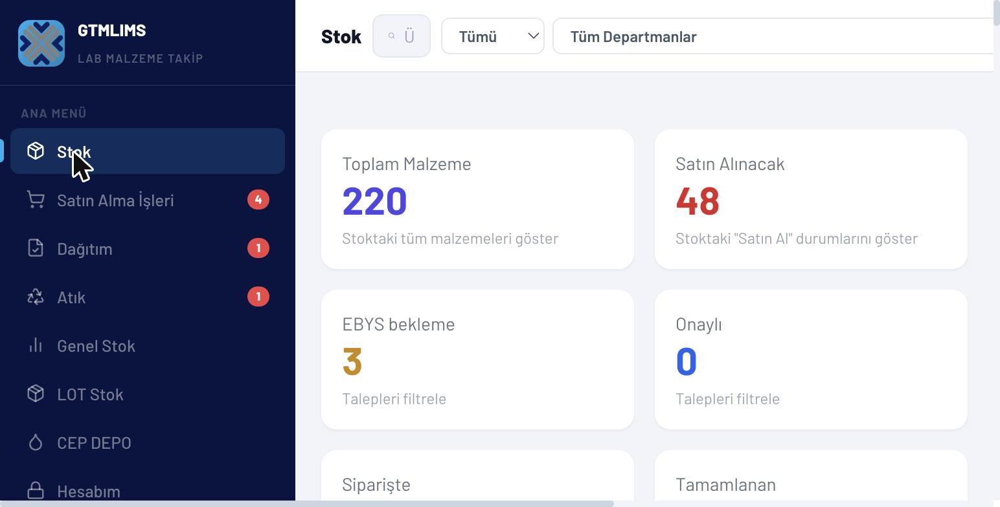 GTMLIMS
LAB MALZEME TAKİP
ANA MENÜ
Stok
Satın Alma İşleri 4
Dağıtım 1
Atık 1
Genel Stok
LOT Stok
CEP DEPO
Hesabım
Stok
Ü
Tümü
Tüm Departmanlar
Toplam Malzeme
220
Stoktaki tüm malzemeleri göster
Satın Alınacak
48
Stoktaki "Satın Al" durumlarını göster
EBYS bekleme
3
Talepleri filtrele
Onaylı
0
Talepleri filtrele
Siparişte
Tamamlanan